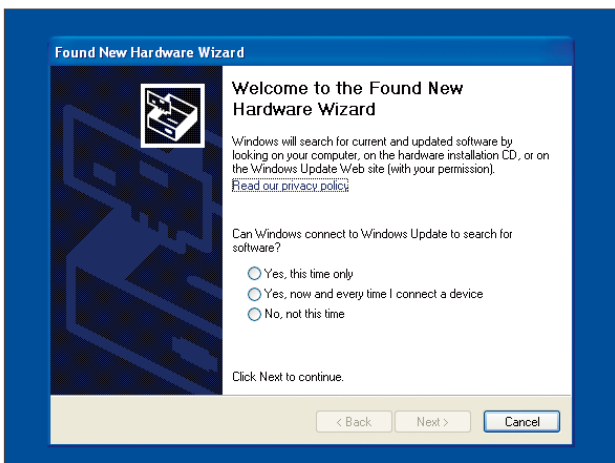 Found New Hardware Wizard
Welcome to the Found New
Hardware Wizard
Windows will search for current and updated software by
looking on your computer, on the hardware installation CD, or on
the Windows Update Web site (with your permission).
Read our privacy policy
Can Windows connect to Windows Update to search for
software?
Yes, this time only
Yes, now and every time I connect a device
No, not this time
Click Next to continue.
< Back Next > Cancel